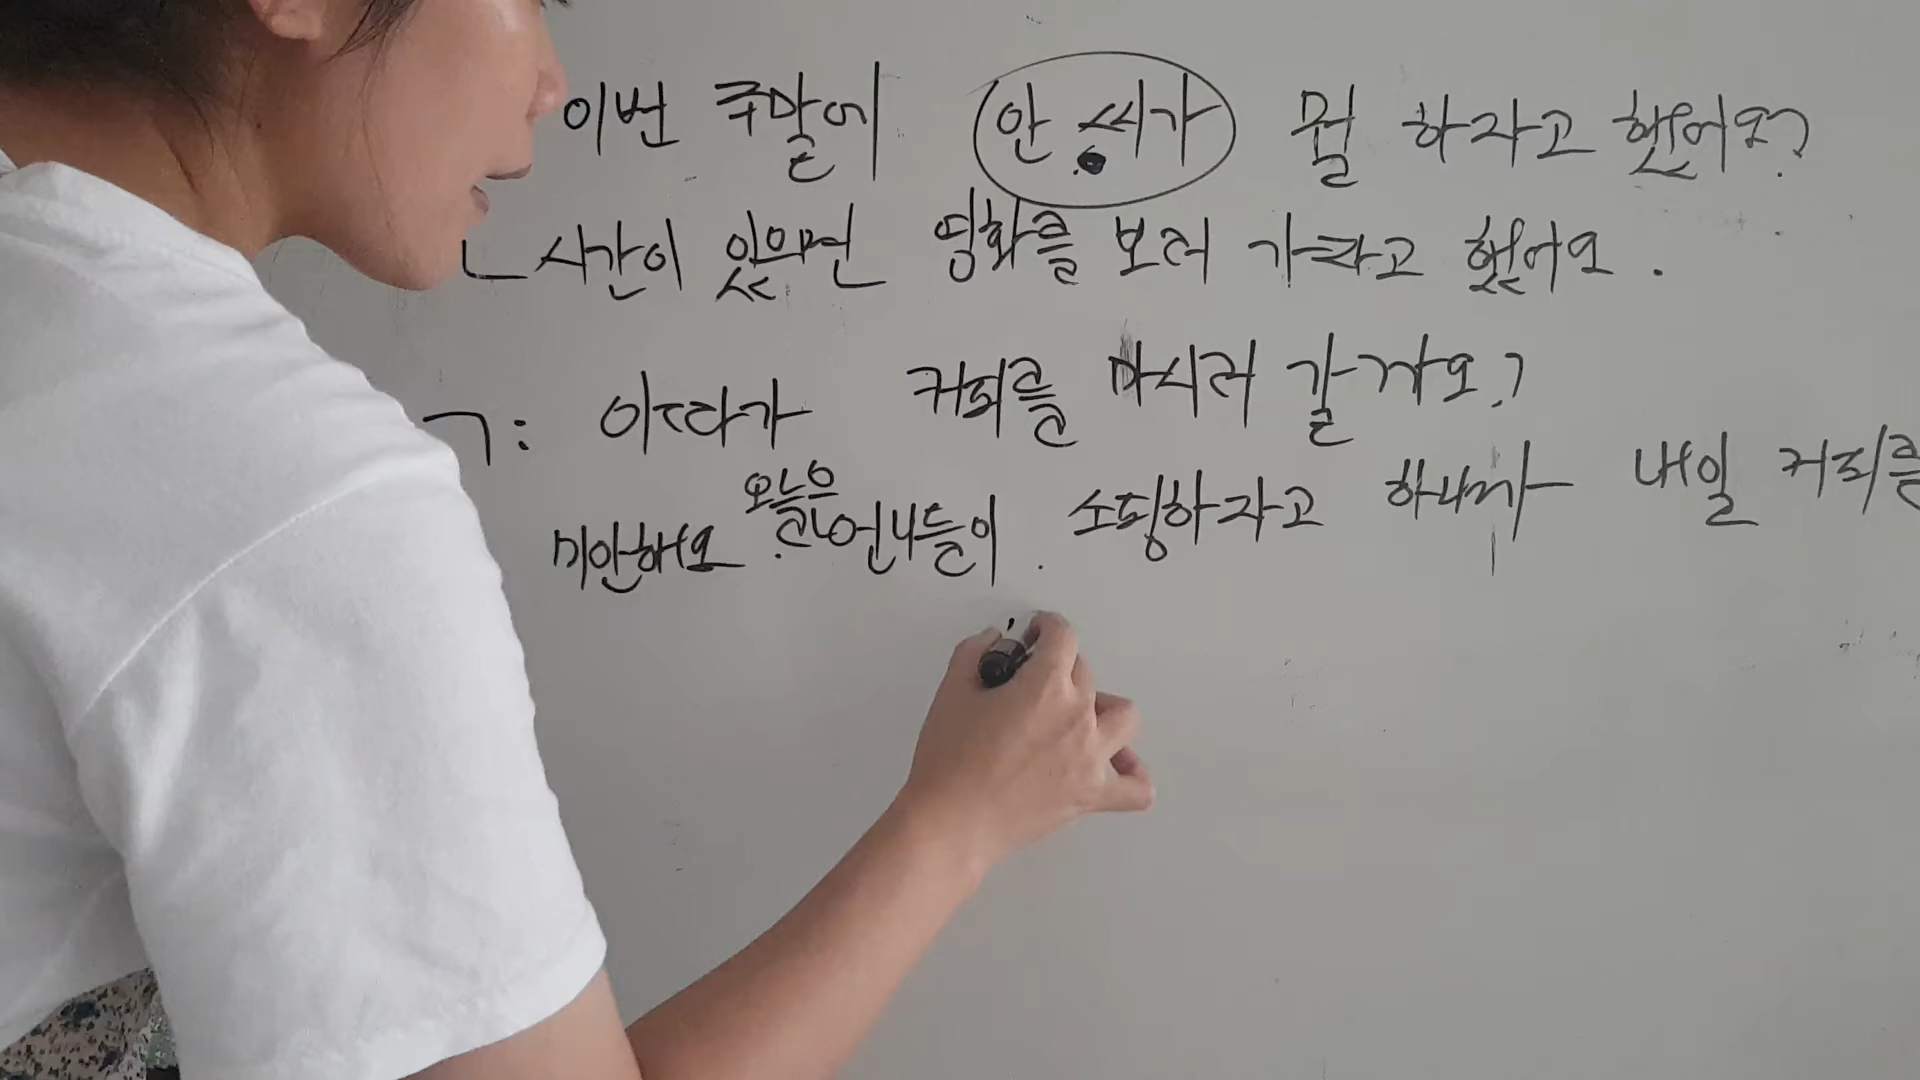 이번 주말에 안 씨가 뭘 하자고 했어요?
ㄴ시간이 있으면 영화를 보러 가자고 했어요.
ㄱ: 이따가 커피를 마시러 갈까요?
미안해요 오늘은 언니들이 쇼핑하자고 하니까 내일 커피를